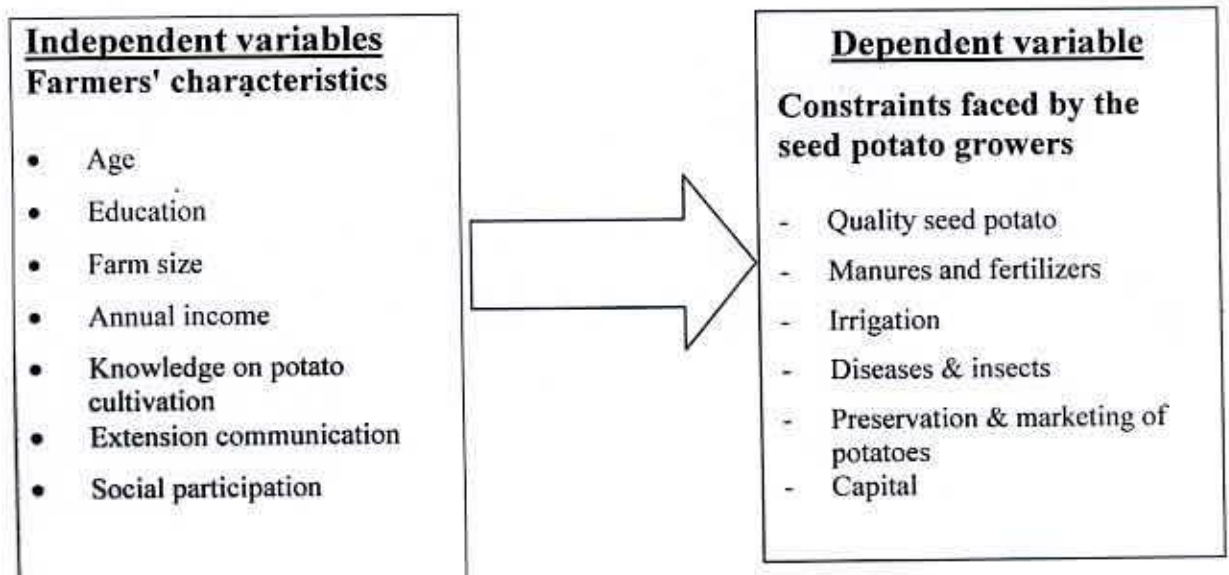 Independent variables
Farmers' characteristics
• Age
• Education
• Farm size
• Annual income
• Knowledge on potato
cultivation
• Extension communication
• Social participation
Dependent variable
Constraints faced by the
seed potato growers
- Quality seed potato
- Manures and fertilizers
- Irrigation
- Diseases & insects
- Preservation & marketing of
potatoes
- Capital